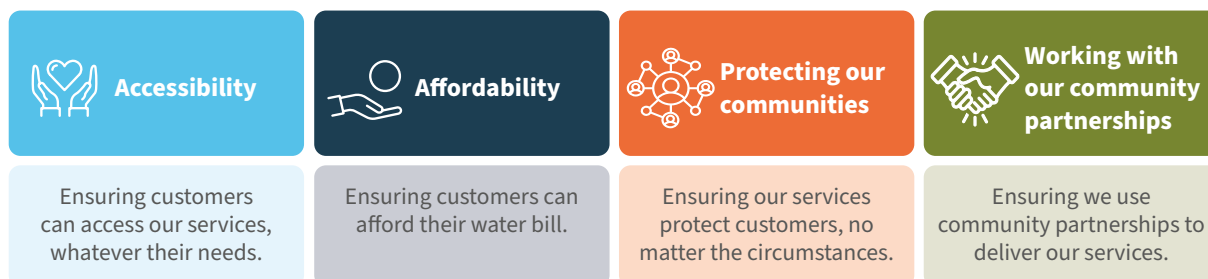 Accessibility
Affordability
Protecting our
communities
Working with
our community
partnerships
Ensuring customers
can access our services,
whatever their needs.
Ensuring customers can
afford their water bill.
Ensuring our services
protect customers, no
matter the circumstances.
Ensuring we use
community partnerships to
deliver our services.